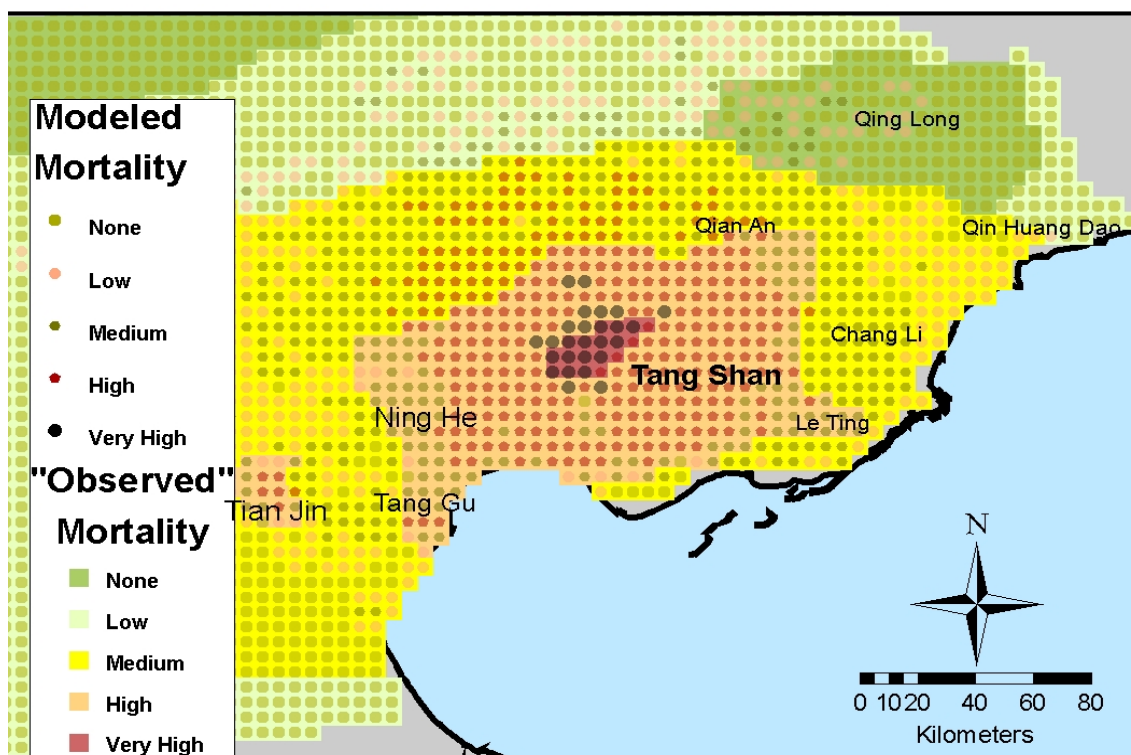 Modeled
Mortality
None
Low
Medium
High
Very High
"Observed"
Mortality
None
Low
Medium
High
Very High
Qing Long
Qian An
Qin Huang Dao
Chang Li
Tang Shan
Ning He
Le Ting
Tian Jin
Tang Gu
N
0 10 20 40 60 80
Kilometers